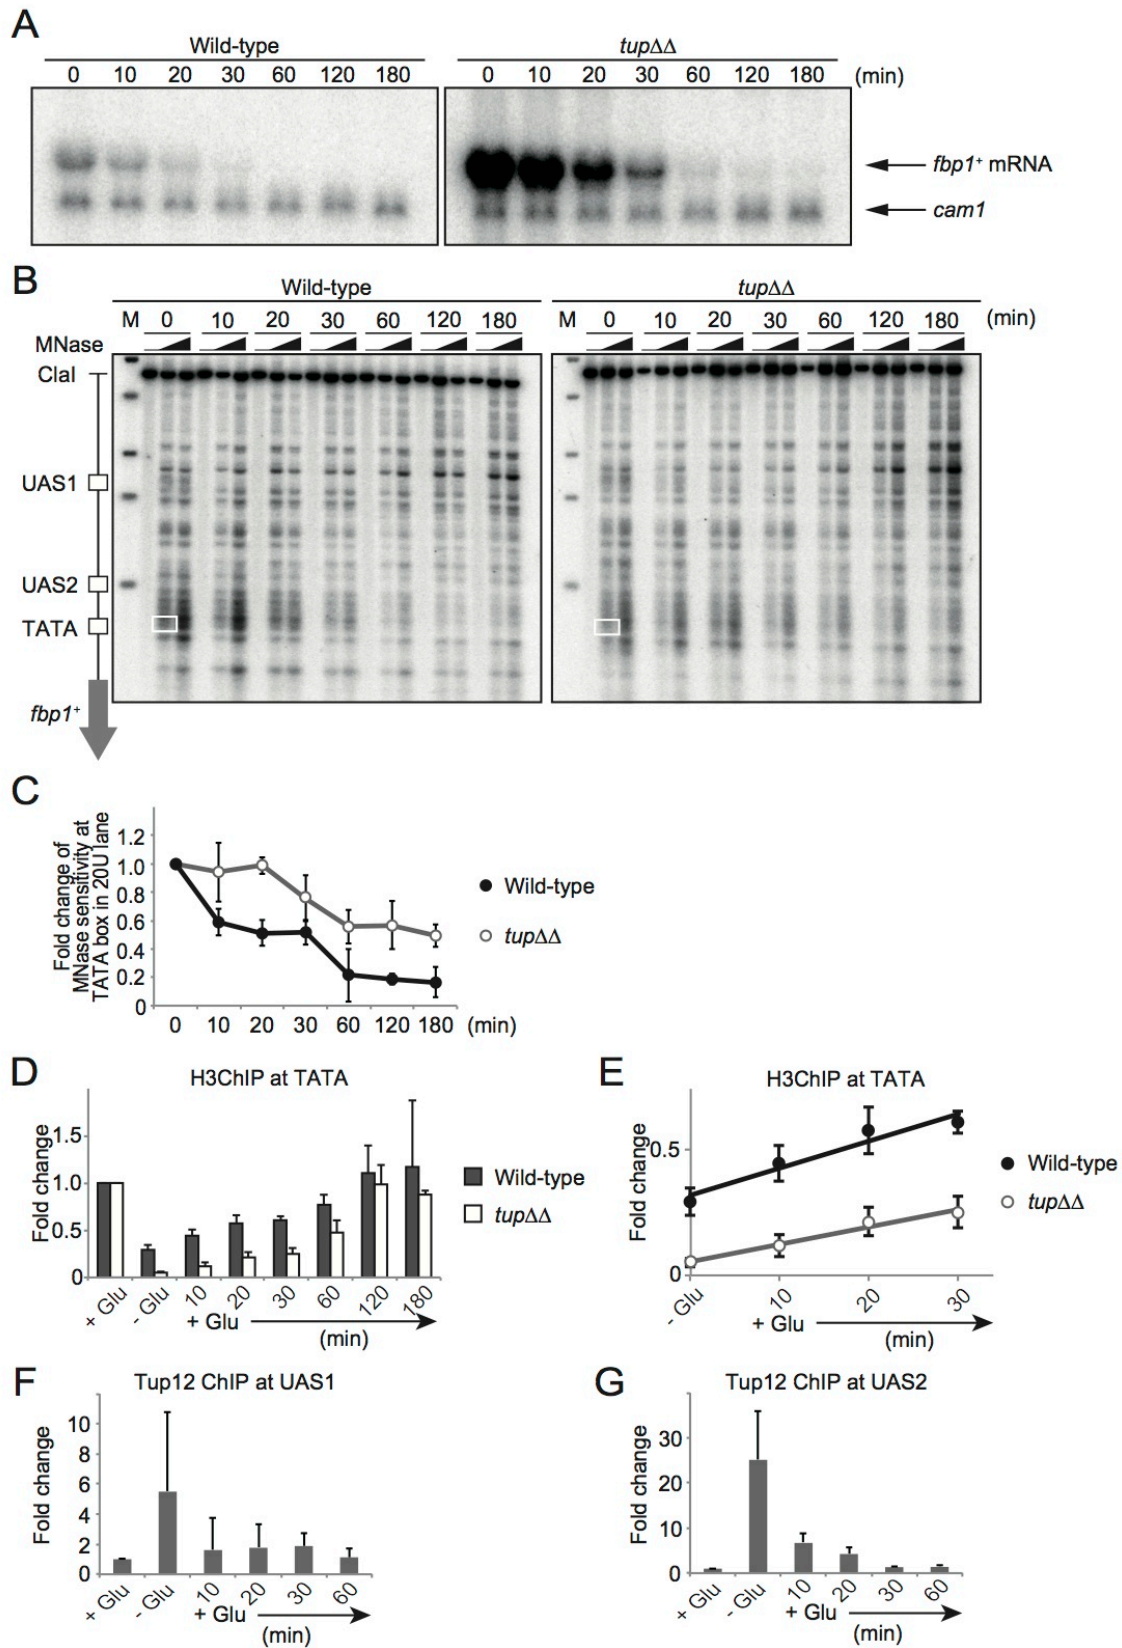 A
Wild-type
tupΔΔ
0 10 20 30 60 120 180
0 10 20 30 60 120 180 (min)
fbp1+ mRNA
cam1
B
Wild-type
tupΔΔ
M 0 10 20 30 60 120 180
M 0 10 20 30 60 120 180 (min)
MNase
ClaI
UAS1
UAS2
TATA
fbp1+
C
Fold change of
MNase sensitivity at
TATA box in 20U lane
1.2
1.0
0.8
0.6
0.4
0.2
0
0 10 20 30 60 120 180 (min)
Wild-type
tupΔΔ
D
H3ChIP at TATA
Fold change
1.5
1.0
0.5
0
+ Glu - Glu 10 20 30 60 120 180
+ Glu
(min)
Wild-type
tupΔΔ
E
H3ChIP at TATA
Fold change
0.5
0
- Glu 10 20 30
+ Glu
(min)
Wild-type
tupΔΔ
F
Tup12 ChIP at UAS1
Fold change
10
8
6
4
2
0
+ Glu - Glu 10 20 30 60
+ Glu
(min)
G
Tup12 ChIP at UAS2
Fold change
30
20
10
0
+ Glu - Glu 10 20 30 60
+ Glu
(min)